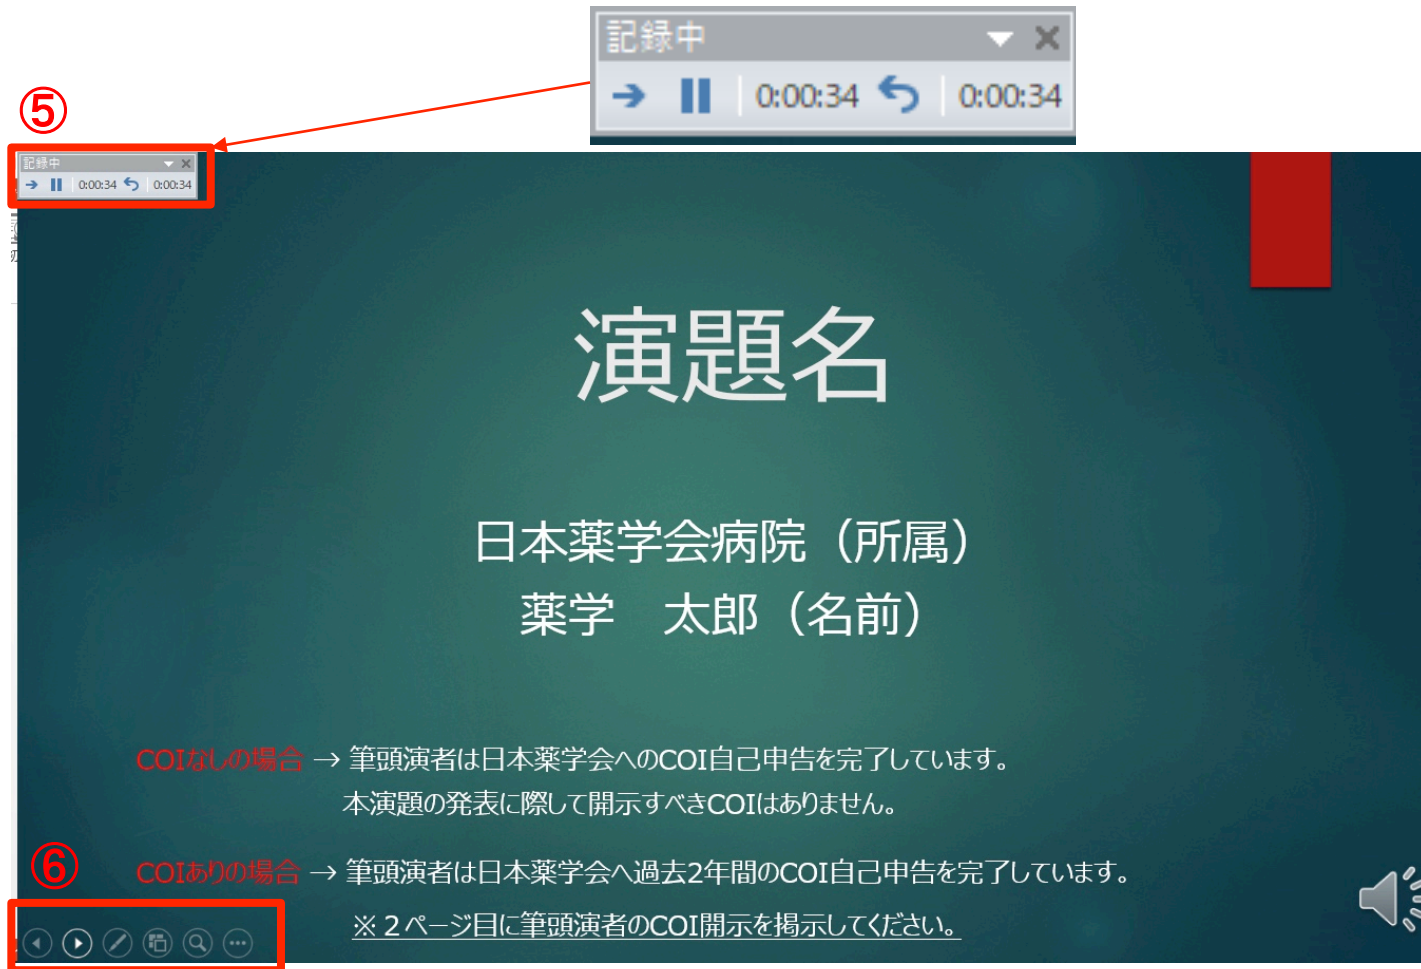 記録中
0:00:34 0:00:34
⑤
記録中
0:00:34 0:00:34
演題名
日本薬学会病院（所属）
薬学　太郎（名前）
COIなしの場合 → 筆頭演者は日本薬学会へのCOI自己申告を完了しています。
本演題の発表に際して開示すべきCOIはありません。
⑥
COIありの場合 → 筆頭演者は日本薬学会へ過去2年間のCOI自己申告を完了しています。
※２ページ目に筆頭演者のCOI開示を掲示してください。